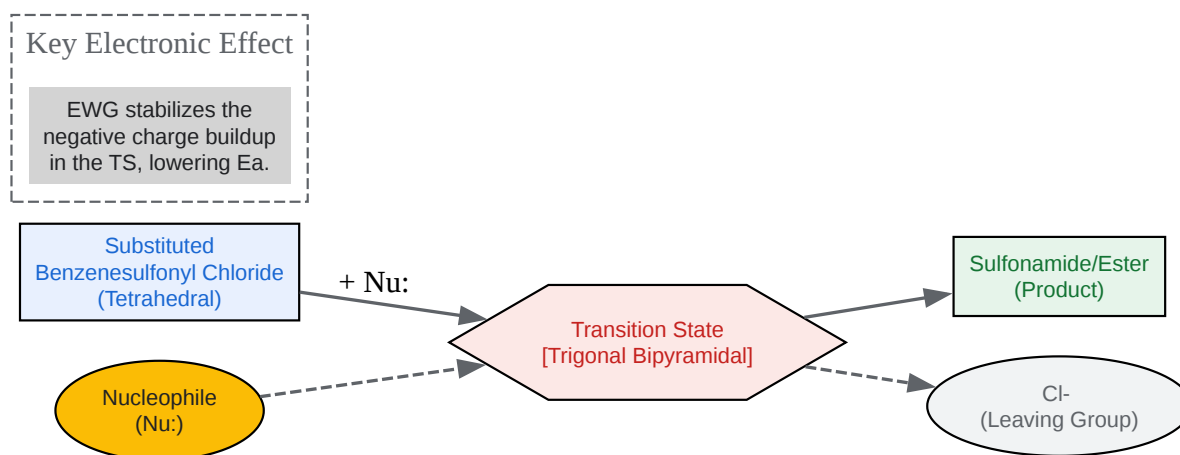 Key Electronic Effect
EWG stabilizes the
negative charge buildup
in the TS, lowering Ea.
Substituted
Benzenesulfonyl Chloride
(Tetrahedral)
+ Nu:
Nucleophile
(Nu:)
Transition State
[Trigonal Bipyramidal]
Sulfonamide/Ester
(Product)
Cl-
(Leaving Group)